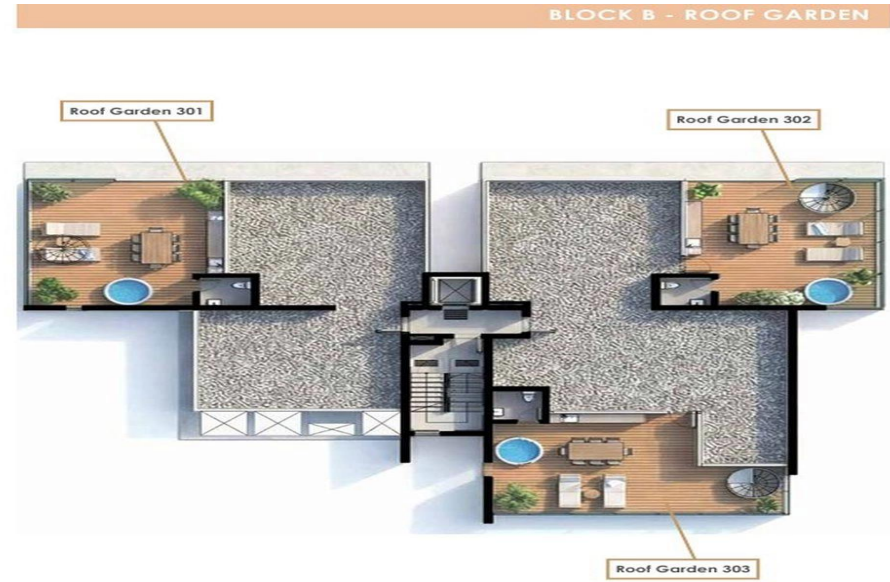 BLOCK B - ROOF GARDEN
Roof Garden 301
Roof Garden 302
Roof Garden 303